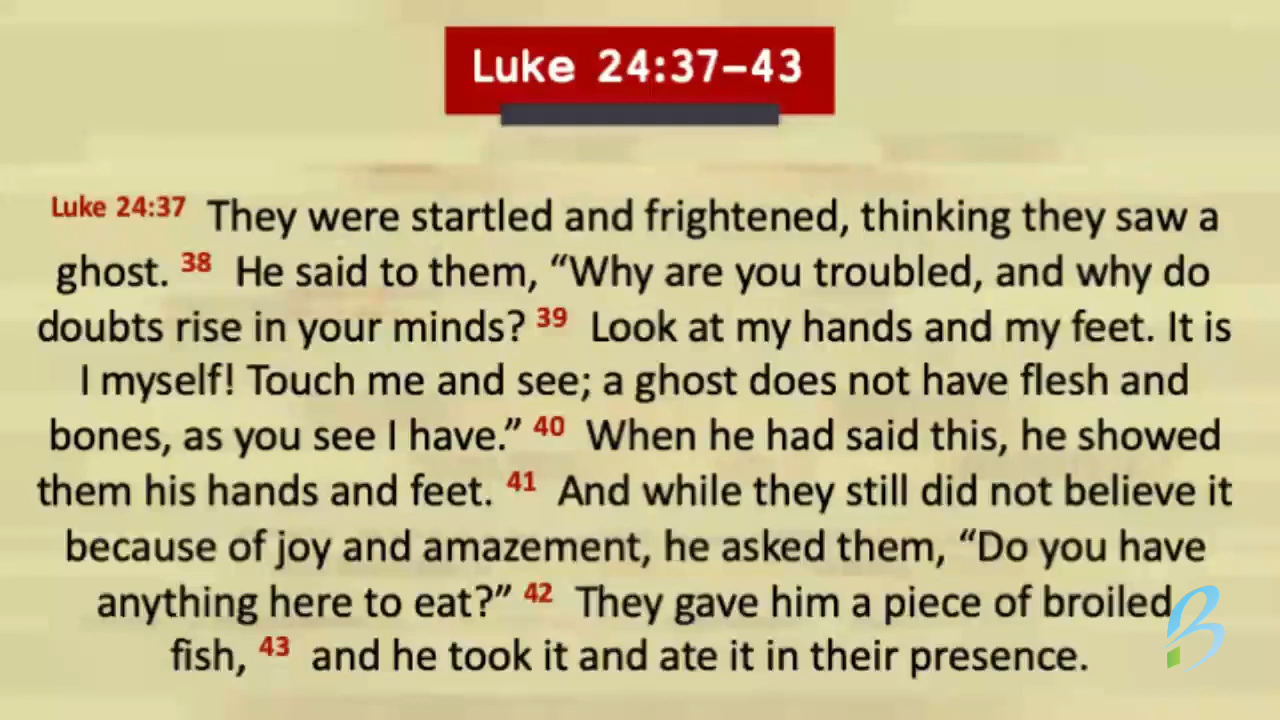 Luke 24:37–43
Luke 24:37 They were startled and frightened, thinking they saw a
ghost. 38 He said to them, “Why are you troubled, and why do
doubts rise in your minds? 39 Look at my hands and my feet. It is
I myself! Touch me and see; a ghost does not have flesh and
bones, as you see I have.” 40 When he had said this, he showed
them his hands and feet. 41 And while they still did not believe it
because of joy and amazement, he asked them, “Do you have
anything here to eat?” 42 They gave him a piece of broiled
fish, 43 and he took it and ate it in their presence.
B